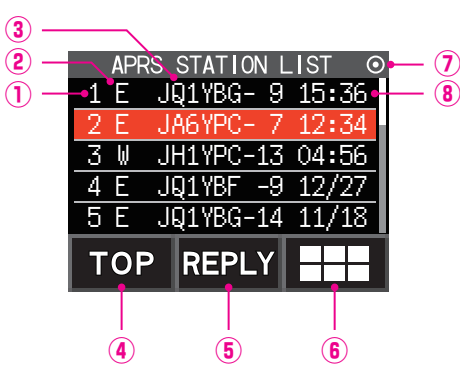 ③
②
APRS STATION LIST
⑦
①
1 E JQ1YBG- 9 15:36
⑧
2 E JA6YPC- 7 12:34
3 W JH1YPC-13 04:56
4 E JQ1YBF -9 12/27
5 E JQ1YBG-14 11/18
TOP REPLY
④ ⑤ ⑥